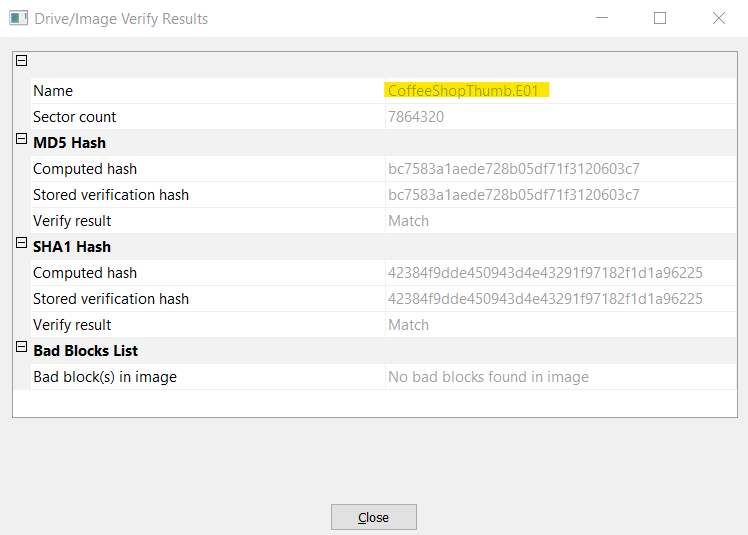 Drive/Image Verify Results
Name CoffeeShopThumb.E01
Sector count 7864320
MD5 Hash
Computed hash bc7583a1aede728b05df71f3120603c7
Stored verification hash bc7583a1aede728b05df71f3120603c7
Verify result Match
SHA1 Hash
Computed hash 42384f9dde450943d4e43291f97182f1d1a96225
Stored verification hash 42384f9dde450943d4e43291f97182f1d1a96225
Verify result Match
Bad Blocks List
Bad block(s) in image No bad blocks found in image
Close